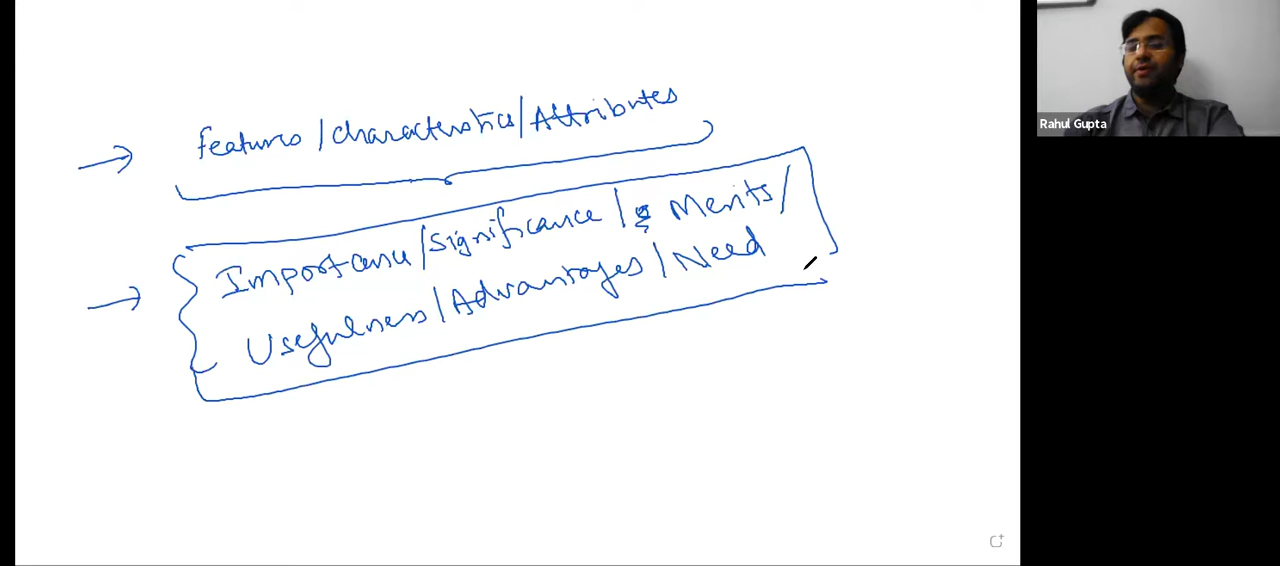 features / characteristics / Attributes
Importance / Significance / Merits /
Usefulness / Advantages / Need
Rahul Gupta